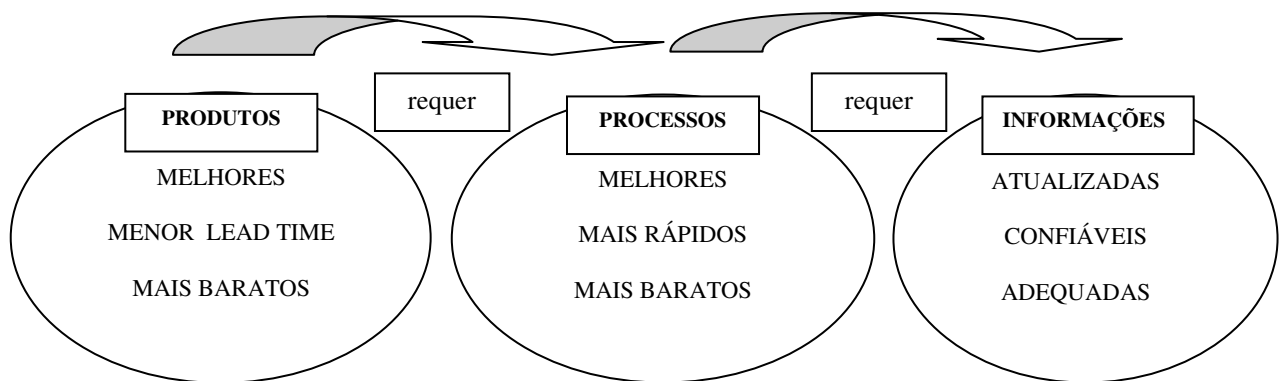 requer
requer
PRODUTOS
MELHORES
MENOR LEAD TIME
MAIS BARATOS
PROCESSOS
MELHORES
MAIS RÁPIDOS
MAIS BARATOS
INFORMAÇÕES
ATUALIZADAS
CONFIÁVEIS
ADEQUADAS